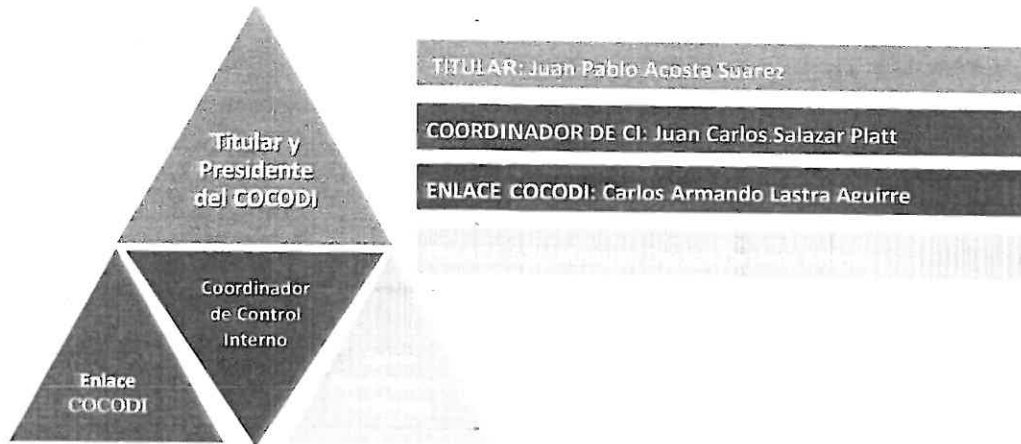 Titular y
Presidente
del COCODI
Coordinador
de Control
Interno
Enlace
COCODI
TITULAR: Juan Pablo Acosta Suarez
COORDINADOR DE CI: Juan Carlos Salazar Platt
ENLACE COCODI: Carlos Armando Lastra Aguirre